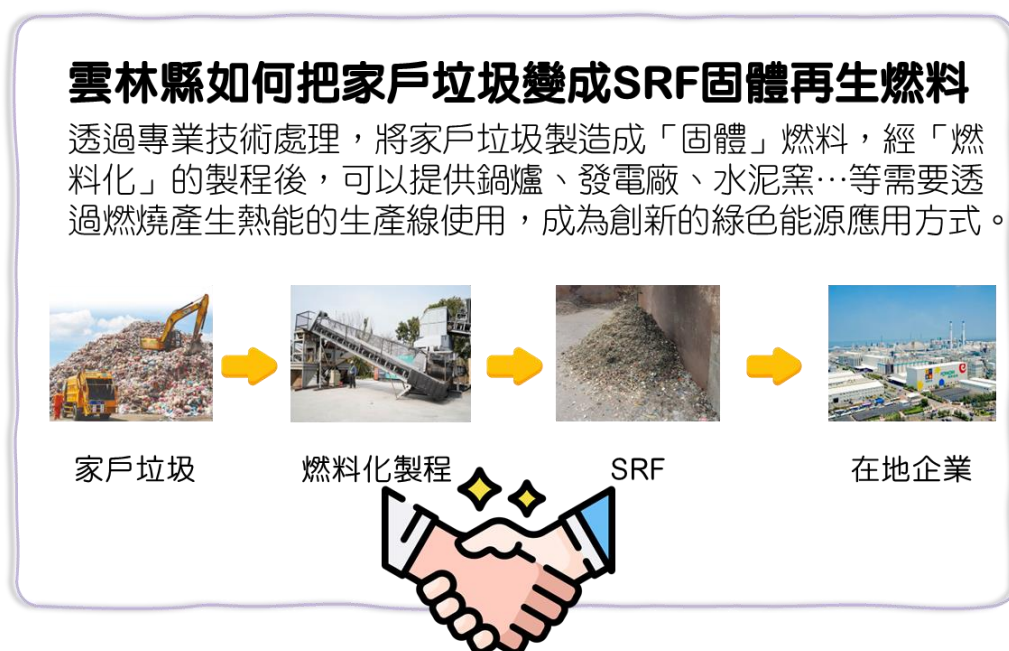 雲林縣如何把家戶垃圾變成SRF固體再生燃料
透過專業技術處理，將家戶垃圾製造成「固體」燃料，經「燃
料化」的製程後，可以提供鍋爐、發電廠、水泥窯…等需要透
過燃燒產生熱能的生產線使用，成為創新的綠色能源應用方式。
家戶垃圾
燃料化製程
SRF
在地企業